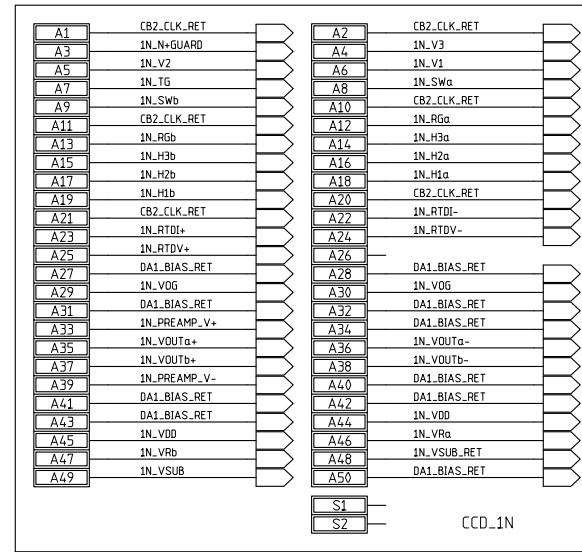 A1 CB2_CLK_RET A2 CB2_CLK_RET
A3 1N_N+GUARD A4 1N_V3
A5 1N_V2 A6 1N_V1
A7 1N_TG A8 1N_SWa
A9 1N_SWb A10 CB2_CLK_RET
A11 CB2_CLK_RET A12 1N_RGa
A13 1N_RGb A14 1N_H3a
A15 1N_H3b A16 1N_H2a
A17 1N_H2b A18 1N_H1a
A19 1N_H1b A20 CB2_CLK_RET
A21 CB2_CLK_RET A22 1N_RTDI-
A23 1N_RTDI+ A24 1N_RTDV-
A25 1N_RTDV+ A26
A27 DA1_BIAS_RET A28 DA1_BIAS_RET
A29 1N_VOG A30 1N_VOG
A31 DA1_BIAS_RET A32 DA1_BIAS_RET
A33 1N_PREAMP_V+ A34 DA1_BIAS_RET
A35 1N_VOUTa+ A36 1N_VOUTa-
A37 1N_VOUTb+ A38 1N_VOUTb-
A39 1N_PREAMP_V- A40 DA1_BIAS_RET
A41 DA1_BIAS_RET A42 DA1_BIAS_RET
A43 DA1_BIAS_RET A44 1N_VDD
A45 1N_VDD A46 1N_VRa
A47 1N_VRb A48 1N_VSUB_RET
A49 1N_VSUB A50 DA1_BIAS_RET
S1
S2 CCD_1N